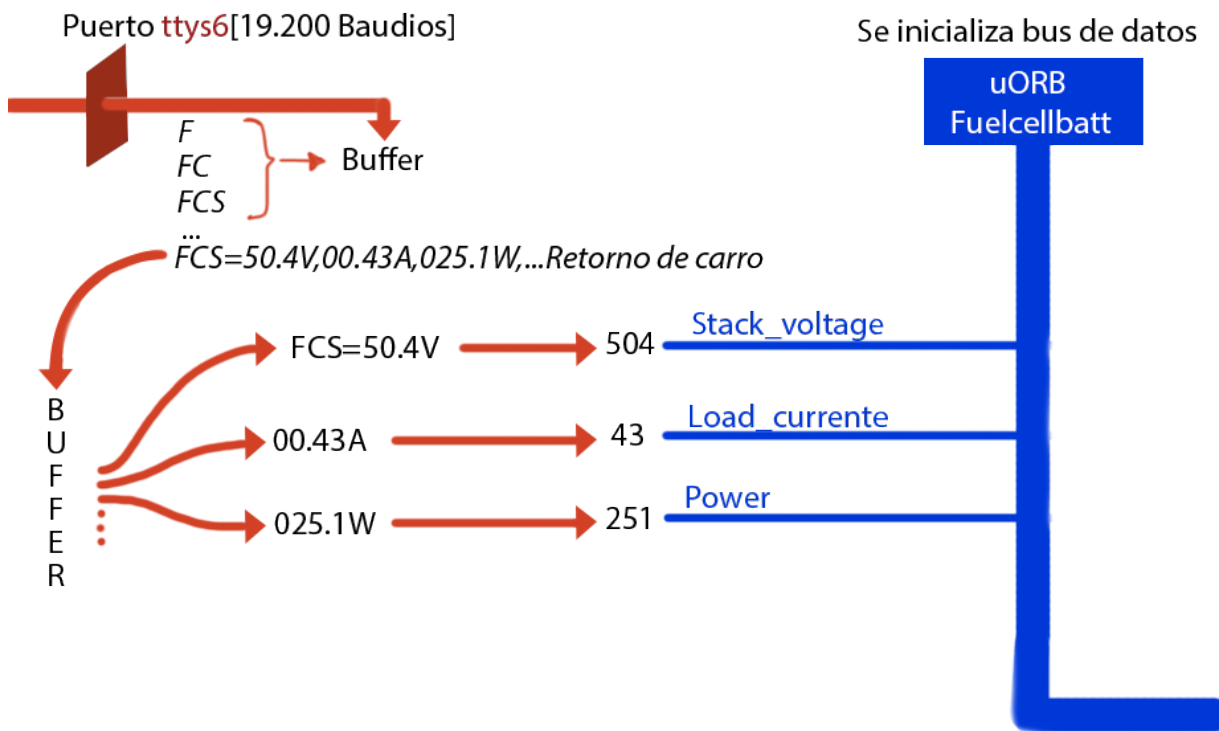 Puerto ttys6[19.200 Baudios]
Se inicializa bus de datos
uORB
Fuelcellbatt
F
FC
FCS
...
Buffer
FCS=50.4V,00.43A,025.1W,...Retorno de carro
BUFFER
FCS=50.4V
504
Stack_voltage
00.43A
43
Load_currente
025.1W
251
Power